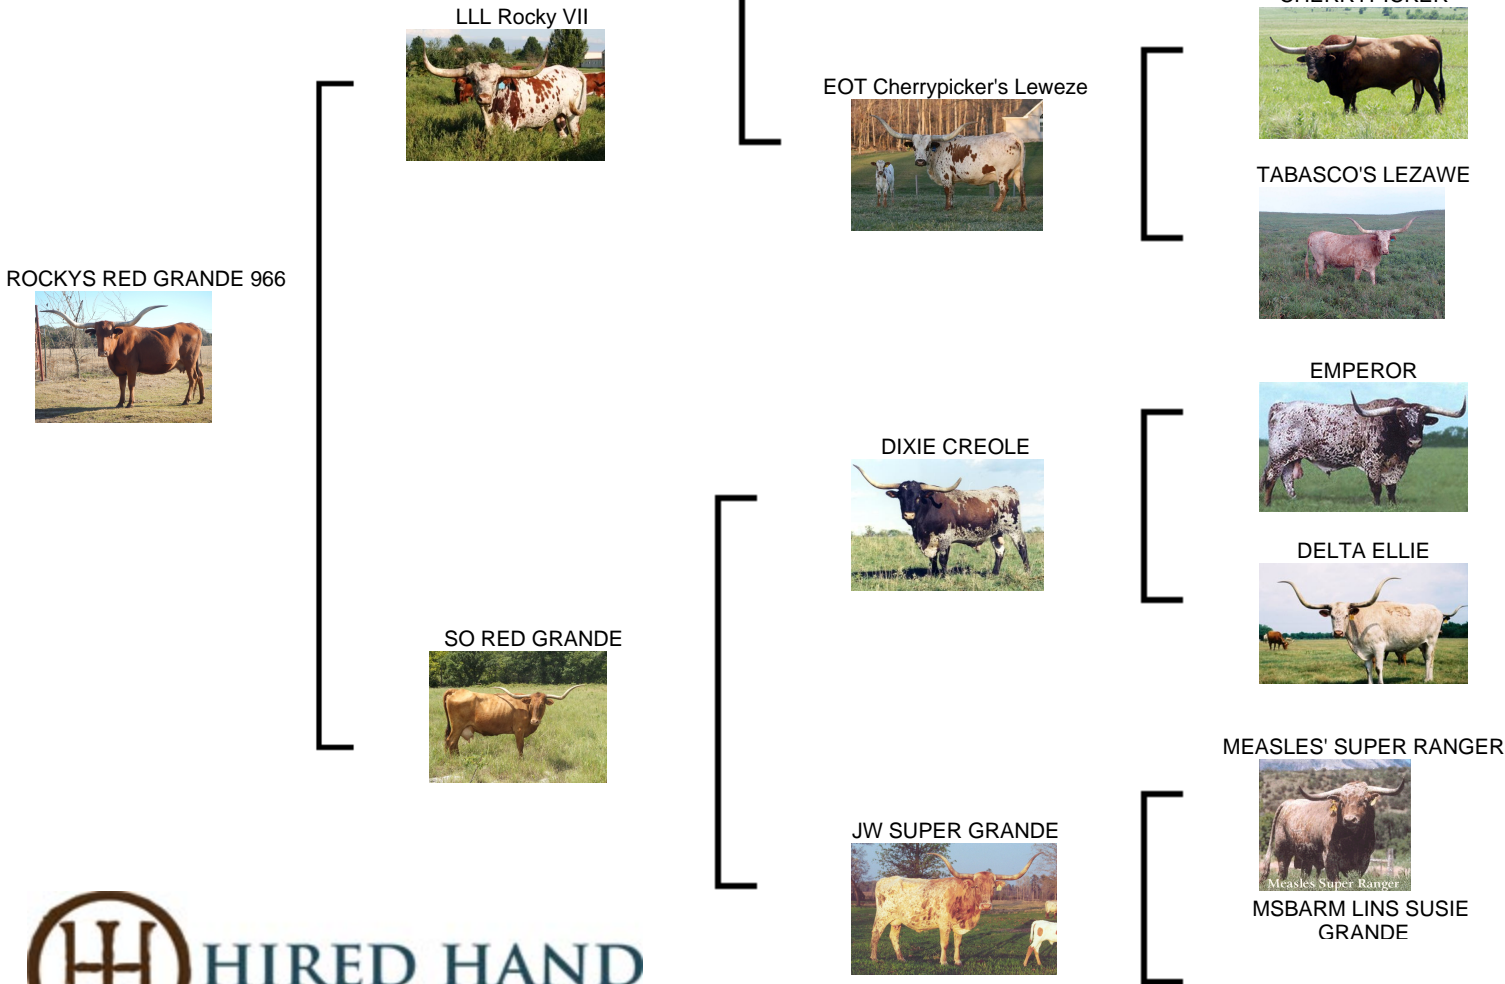 LLL Rocky VII
CHERRYPICKER
EOT Cherrypicker's Leweze
TABASCO'S LEZAWE
ROCKYS RED GRANDE 966
EMPEROR
DIXIE CREOLE
DELTA ELLIE
SO RED GRANDE
MEASLES' SUPER RANGER
JW SUPER GRANDE
Measles Super Ranger
MSBARM LINS SUSIE
GRANDE
HIRED HAND